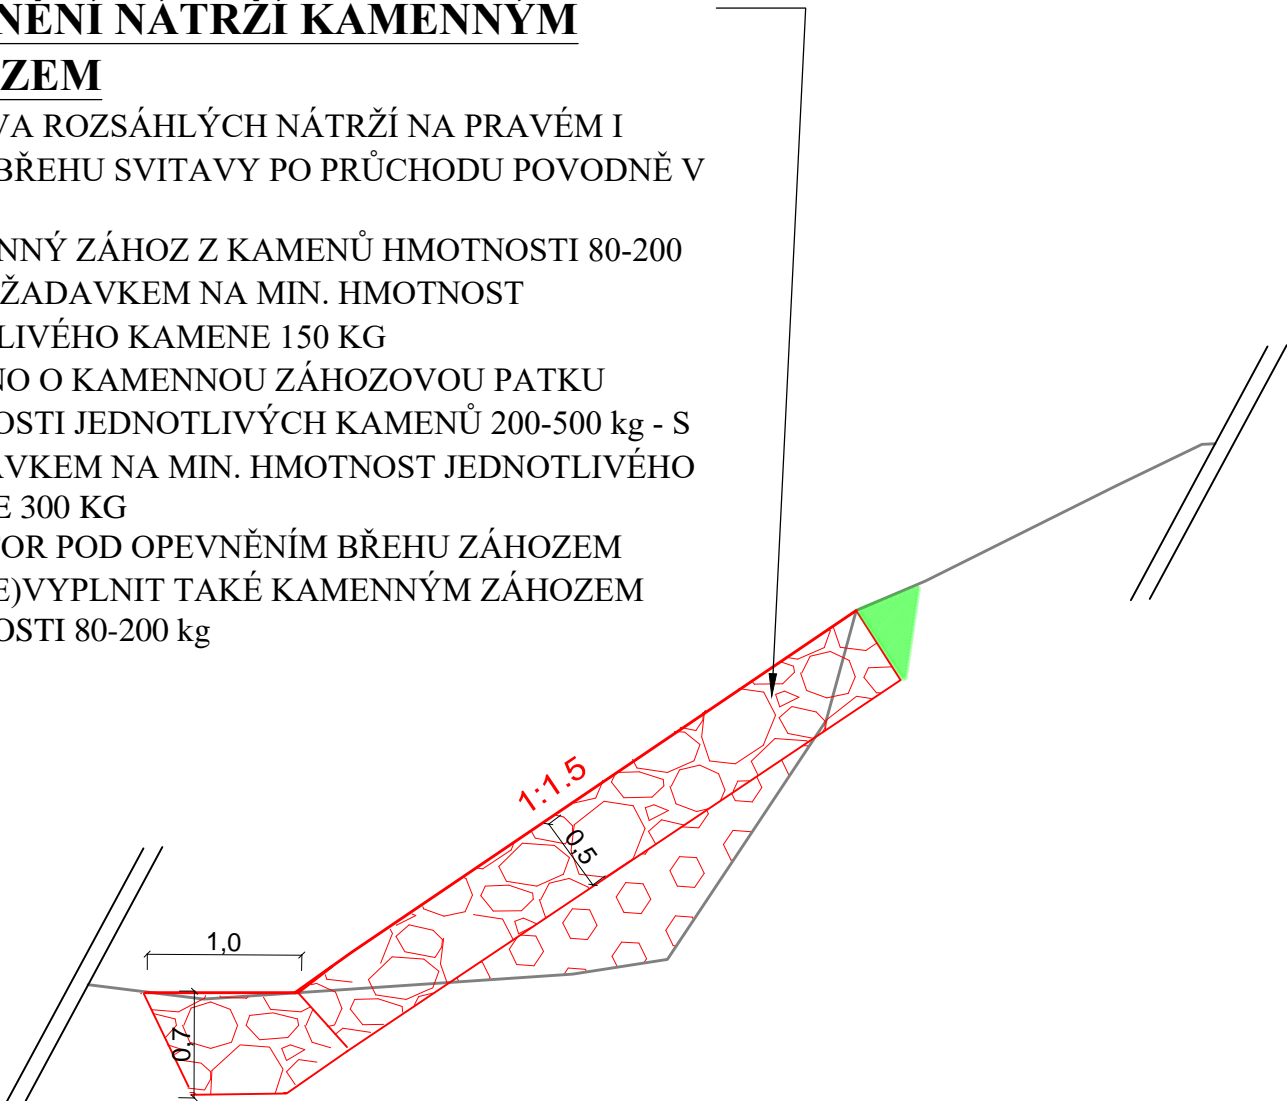 NĚNÍ NÁTRŽÍ KAMENNÝM
ZEM
VA ROZSÁHLÝCH NÁTRŽÍ NA PRAVÉM I
BŘEHU SVITAVY PO PRŮCHODU POVODNĚ V
NNÝ ZÁHOZ Z KAMENŮ HMOTNOSTI 80-200
ŽADAVKEM NA MIN. HMOTNOST
LIVÉHO KAMENE 150 KG
NO O KAMENNOU ZÁHOZOVOU PATKU
OSTI JEDNOTLIVÝCH KAMENŮ 200-500 kg - S
AVKEM NA MIN. HMOTNOST JEDNOTLIVÉHO
E 300 KG
TOR POD OPEVNĚNÍM BŘEHU ZÁHOZEM
E)VYPLNIT TAKÉ KAMENNÝM ZÁHOZEM
OSTI 80-200 kg
1:1.5
0,5
1,0
0,7